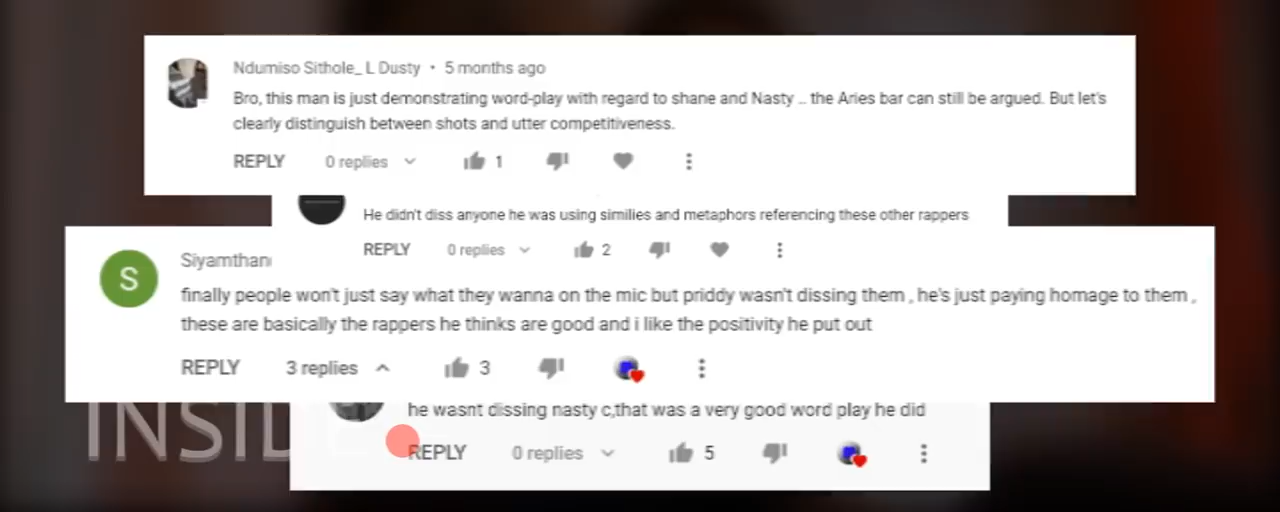 Ndumiso Sithole_ L Dusty • 5 months ago
Bro, this man is just demonstrating word-play with regard to shane and Nasty .. the Aries bar can still be argued. But let's
clearly distinguish between shots and utter competitiveness.
REPLY 0 replies 1
He didn't diss anyone he was using similies and metaphors referencing these other rappers
REPLY 0 replies 2
S
Siyamthan
finally people won't just say what they wanna on the mic but priddy wasn't dissing them , he's just paying homage to them ,
these are basically the rappers he thinks are good and i like the positivity he put out
REPLY 3 replies 3
he wasnt dissing nasty c,that was a very good word play he did
INSID
REPLY 0 replies 5